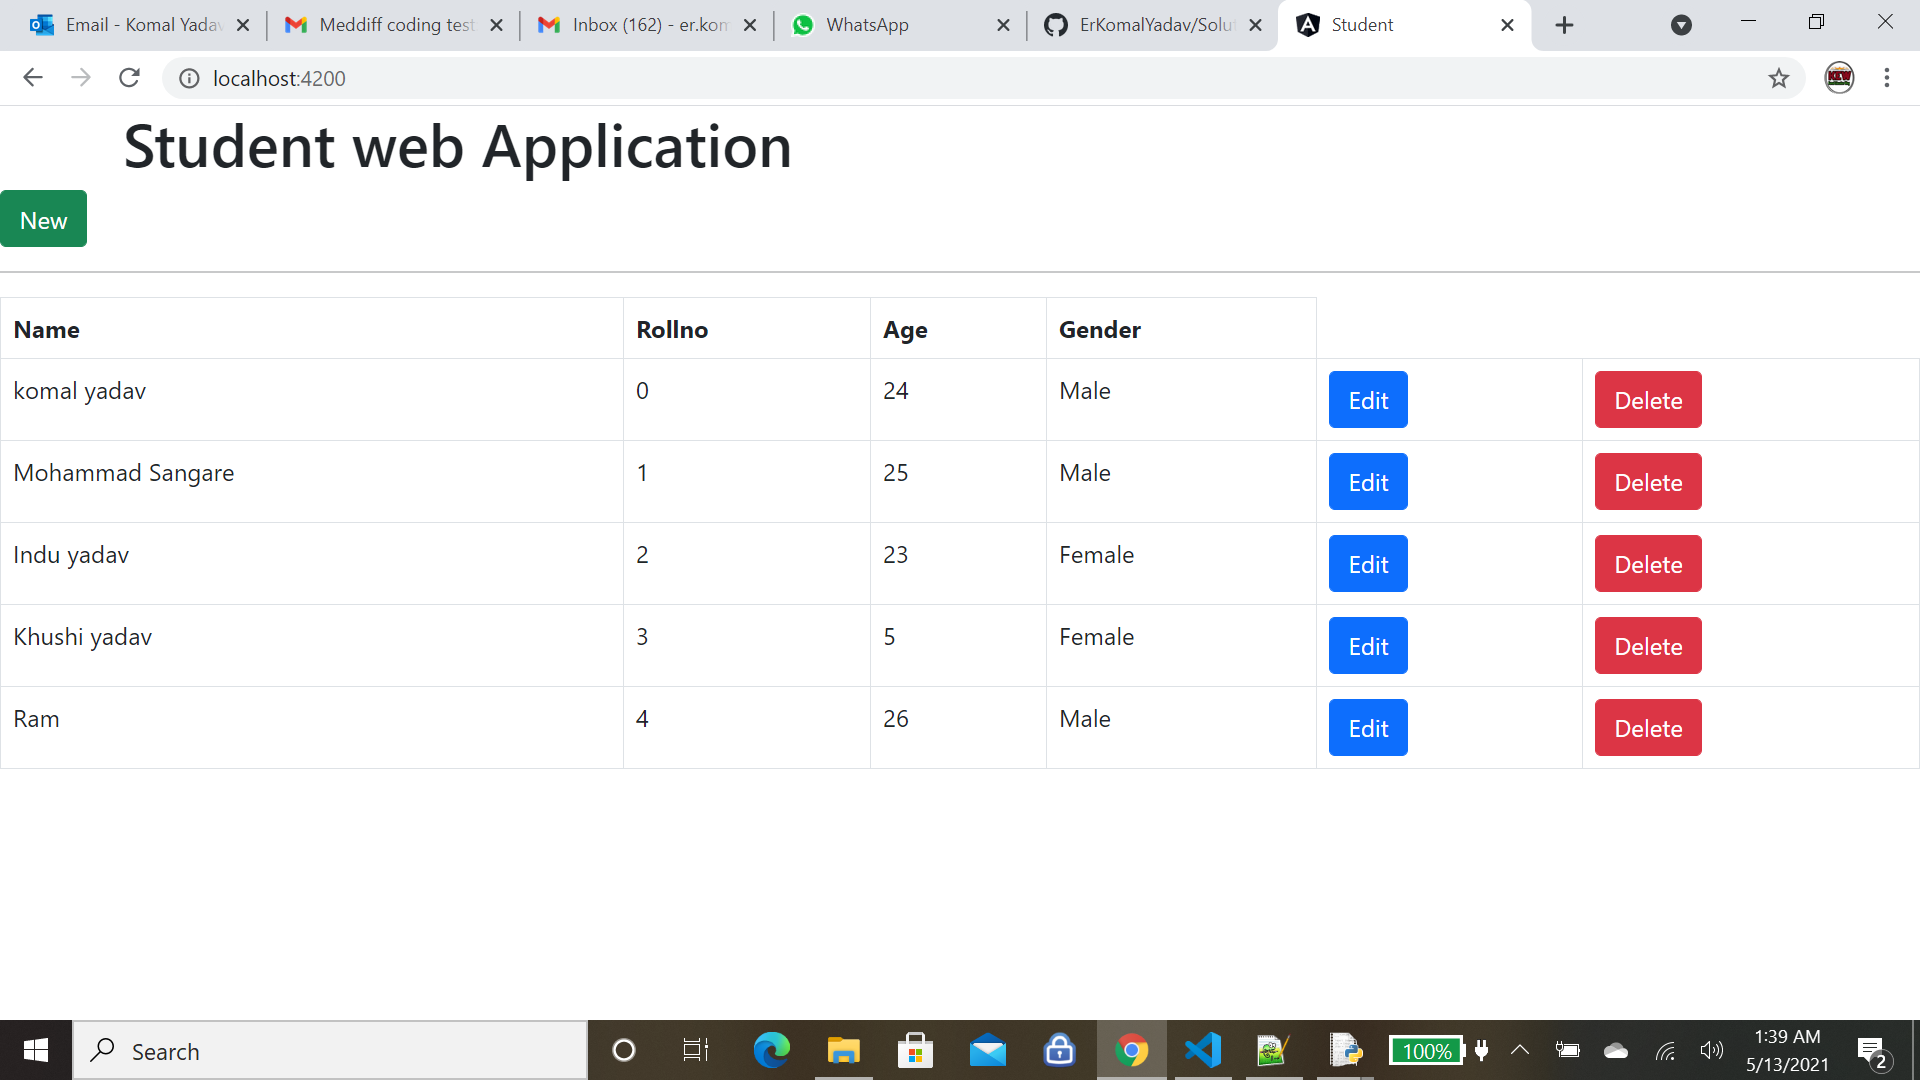 Email - Komal Yadav
Meddiff coding test
Inbox (162) - er.kom
WhatsApp
ErKomalYadav/Solut
Student
localhost:4200
Student web Application
New
Name Rollno Age Gender
komal yadav 0 24 Male Edit Delete
Mohammad Sangare 1 25 Male Edit Delete
Indu yadav 2 23 Female Edit Delete
Khushi yadav 3 5 Female Edit Delete
Ram 4 26 Male Edit Delete
Search
100%
1:39 AM
5/13/2021
2